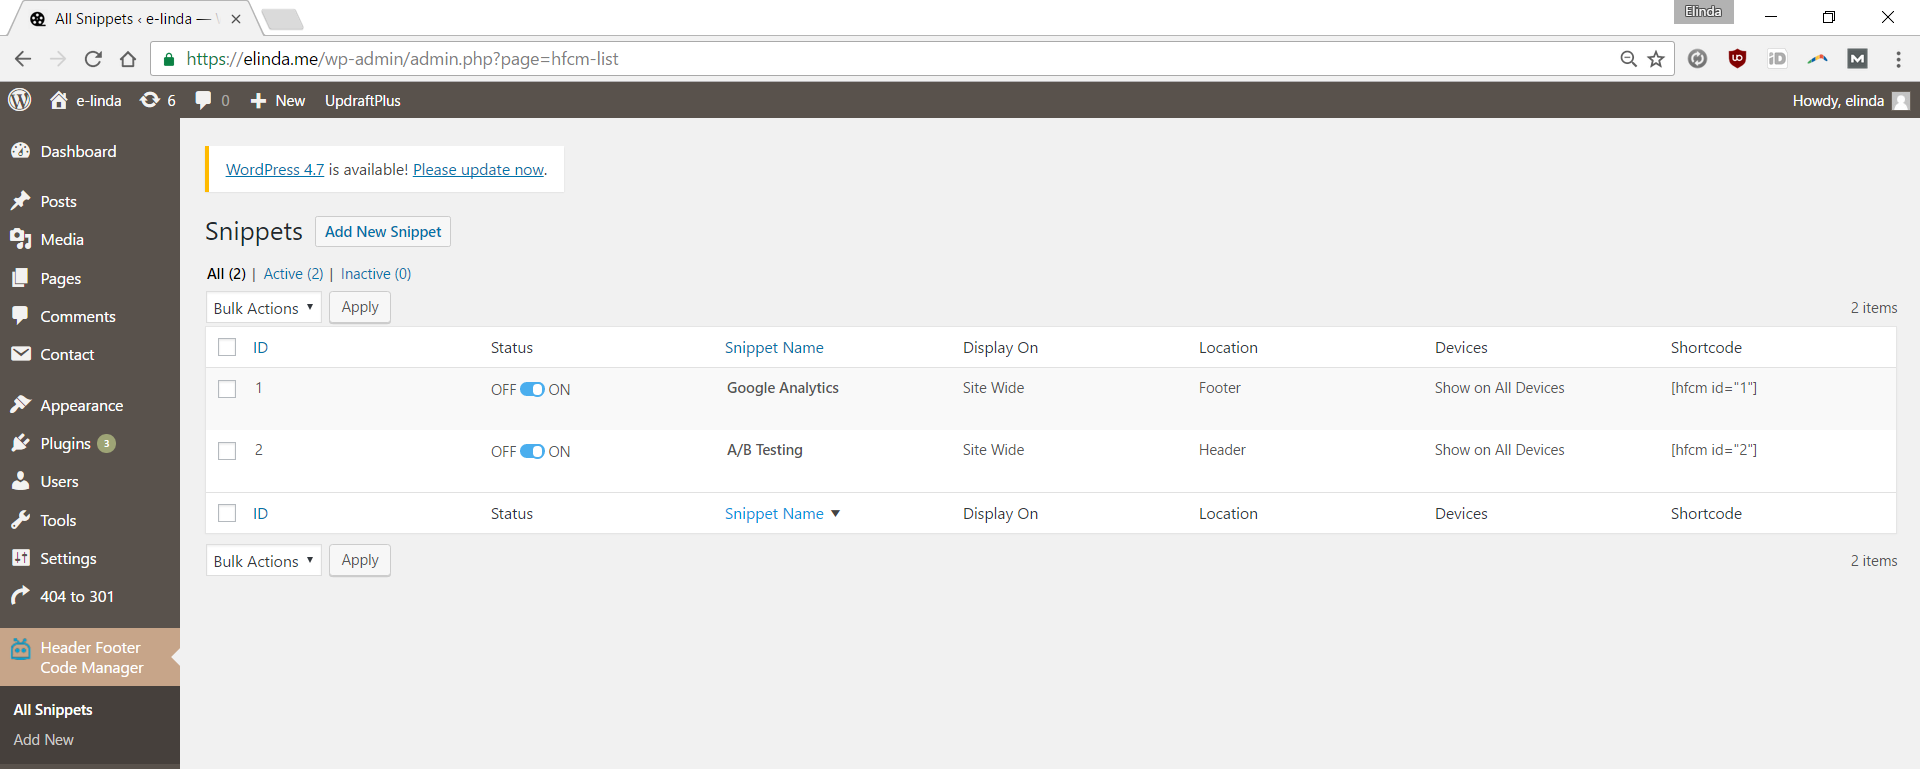 All Snippets ‹ e-linda —
Elinda
https://elinda.me/wp-admin/admin.php?page=hfcm-list
e-linda 6 0 New UpdraftPlus
Howdy, elinda
Dashboard
Posts
Media
Pages
Comments
Contact
Appearance
Plugins 3
Users
Tools
Settings
404 to 301
Header Footer
Code Manager
All Snippets
Add New
WordPress 4.7 is available! Please update now.
Snippets Add New Snippet
All (2) | Active (2) | Inactive (0)
Bulk Actions Apply
2 items
ID Status Snippet Name Display On Location Devices Shortcode
1 OFF ON Google Analytics Site Wide Footer Show on All Devices [hfcm id="1"]
2 OFF ON A/B Testing Site Wide Header Show on All Devices [hfcm id="2"]
ID Status Snippet Name Display On Location Devices Shortcode
Bulk Actions Apply
2 items